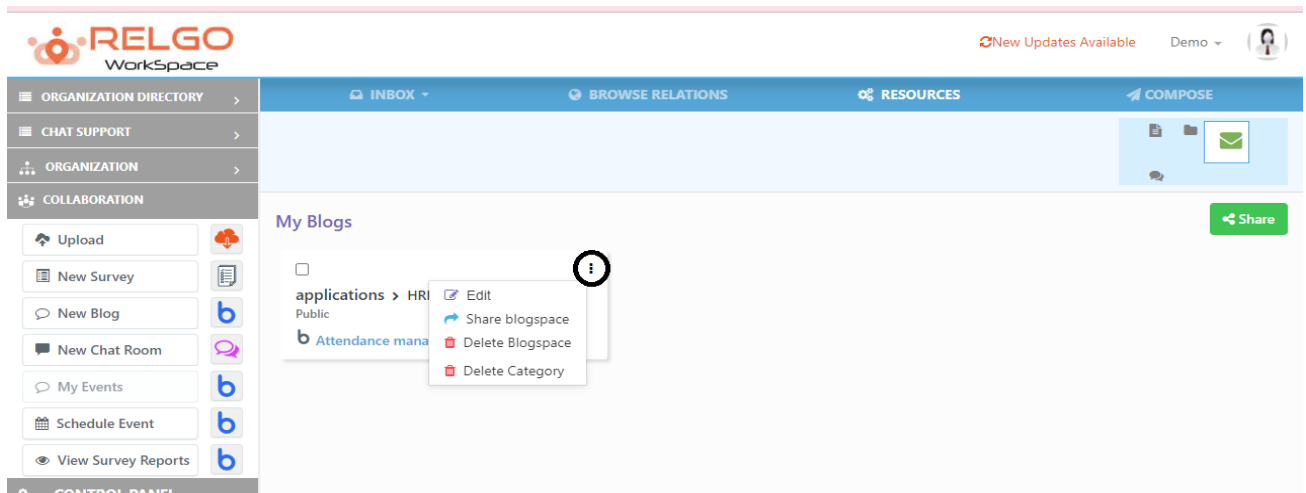 RELGO
WorkSpace
New Updates Available
Demo
ORGANIZATION DIRECTORY
INBOX
BROWSE RELATIONS
RESOURCES
COMPOSE
CHAT SUPPORT
ORGANIZATION
COLLABORATION
My Blogs
Share
Upload
New Survey
New Blog
New Chat Room
My Events
Schedule Event
View Survey Reports
applications >
Public
b Attendance mana
Edit
Share blogspace
Delete Blogspace
Delete Category
CONTROL PANEL